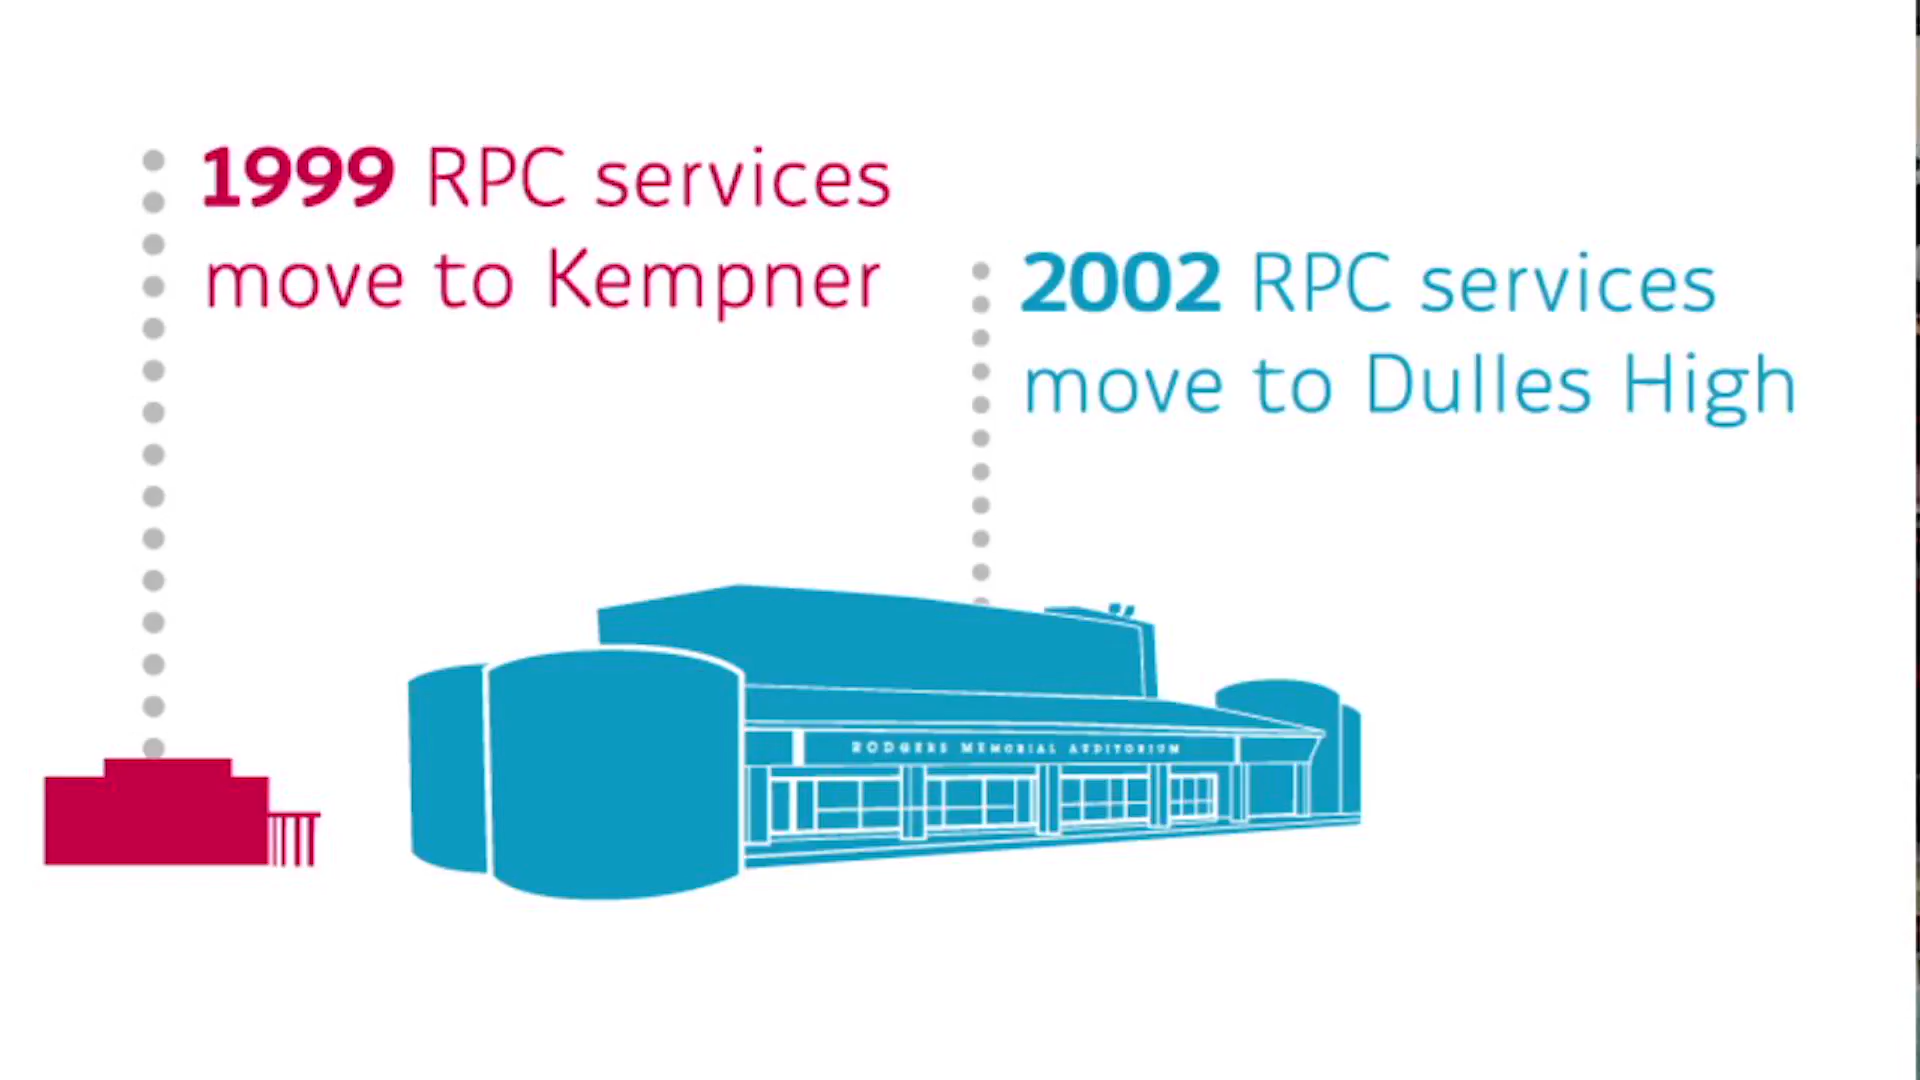 1999 RPC services
move to Kempner
2002 RPC services
move to Dulles High
RODGERS MEMORIAL AUDITORIUM